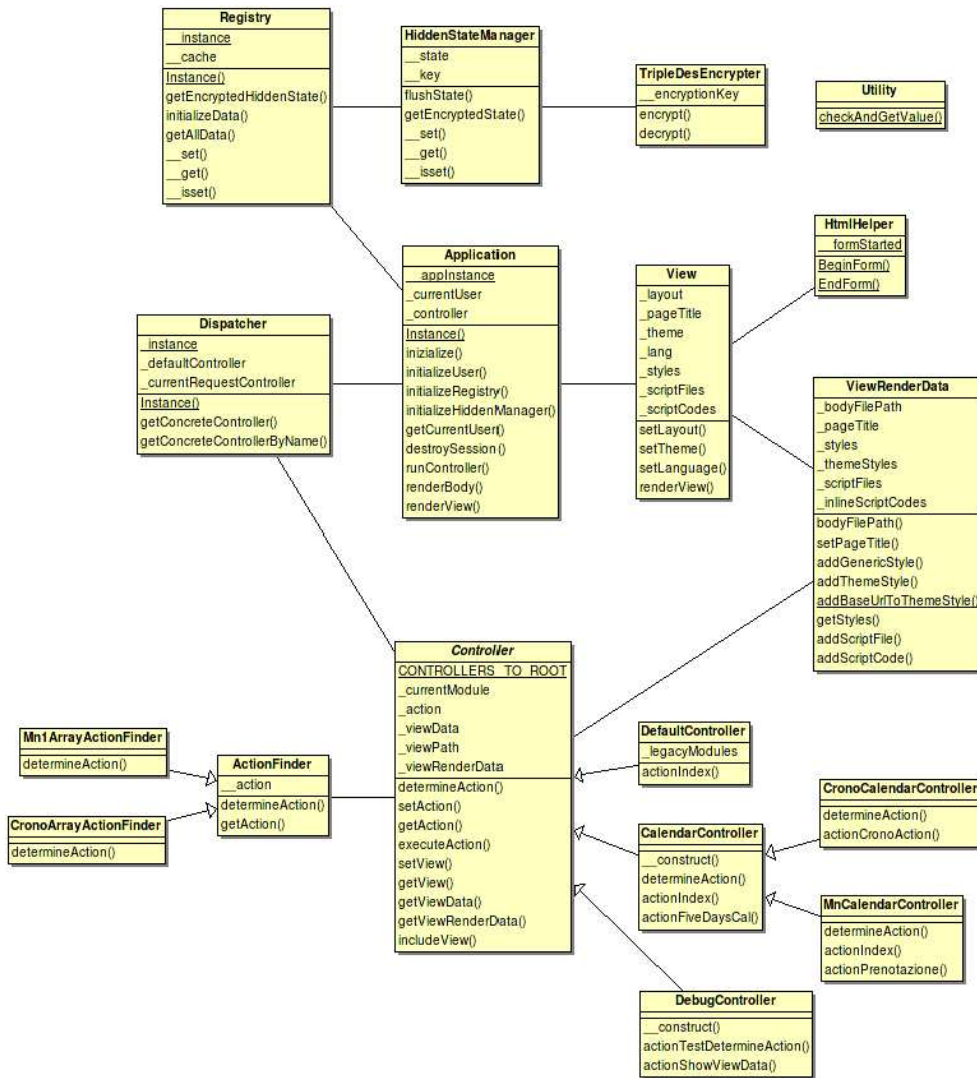 Registry
__instance
__cache
Instance()
getEncryptedHiddenState()
initializeData()
getAllData()
__set()
__get()
__isset()
HiddenStateManager
__state
__key
flushState()
getEncryptedState()
__set()
__get()
__isset()
TripleDesEncrypter
__encryptionKey
encrypt()
decrypt()
Utility
checkAndGetValue()
HtmlHelper
__formStarted
BeginForm()
EndForm()
Application
__appInstance
_currentUser
_controller
Instance()
inizialize()
initializeUser()
initializeRegistry()
initializeHiddenManager()
getCurrentUser()
destroySession()
runController()
renderBody()
renderView()
View
_layout
_pageTitle
_theme
_lang
_styles
_scriptFiles
_scriptCodes
setLayout()
setTheme()
setLanguage()
renderView()
Dispatcher
_instance
_defaultController
_currentRequestController
Instance()
getConcreteController()
getConcreteControllerByName()
ViewRenderData
_bodyFilePath
_pageTitle
_styles
_themeStyles
_scriptFiles
_inlineScriptCodes
bodyFilePath()
setPageTitle()
addGenericStyle()
addThemeStyle()
addBaseUrlToThemeStyle()
getStyles()
addScriptFile()
addScriptCode()
Controller
CONTROLLERS_TO_ROOT
_currentModule
_action
_viewData
_viewPath
_viewRenderData
determineAction()
setAction()
getAction()
executeAction()
setView()
getView()
getViewData()
getViewRenderData()
includeView()
Mn1ArrayActionFinder
determineAction()
ActionFinder
__action
determineAction()
getAction()
CronoArrayActionFinder
determineAction()
DefaultController
_legacyModules
actionIndex()
CalendarController
__construct()
determineAction()
actionIndex()
actionFiveDaysCal()
CronoCalendarController
determineAction()
actionCronoAction()
MnCalendarController
determineAction()
actionIndex()
actionPrenotazione()
DebugController
__construct()
actionTestDetermineAction()
actionShowViewData()